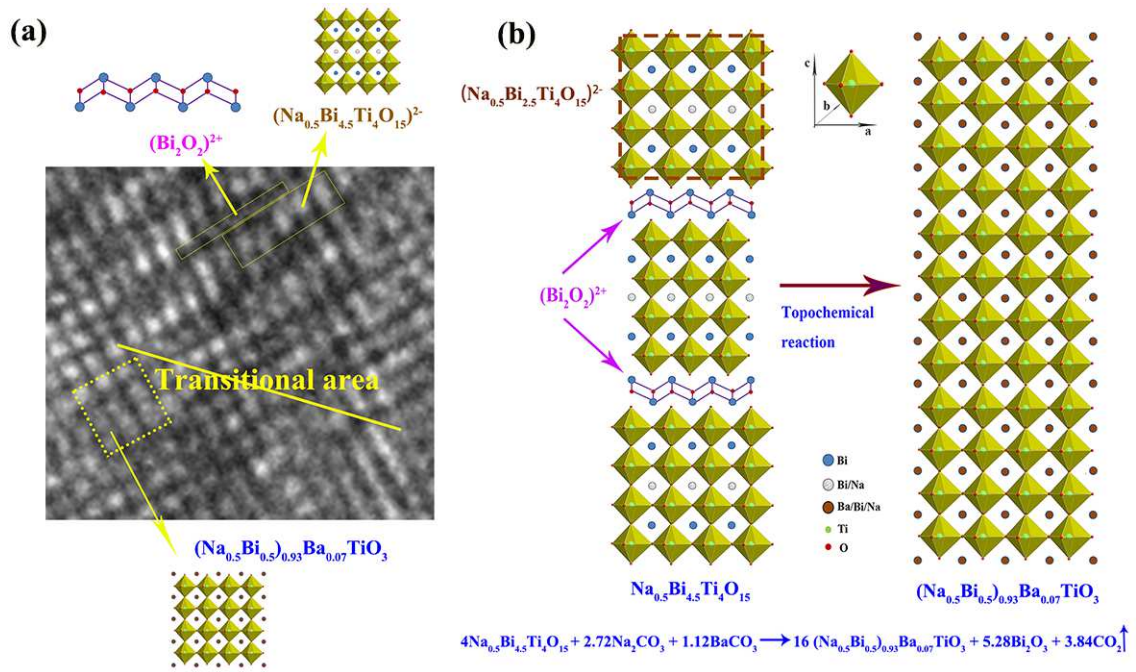 (a)
(Bi₂O₂)²⁺
(Na₀.₅Bi₄.₅Ti₄O₁₅)²⁻
Transitional area
(Na₀.₅Bi₀.₅)₀.₉₃Ba₀.₀₇TiO₃
(b)
(Na₀.₅Bi₂.₅Ti₄O₁₅)²⁻
c
b
a
(Bi₂O₂)²⁺
Topochemical
reaction
Bi
Bi/Na
Ba/Bi/Na
Ti
O
Na₀.₅Bi₄.₅Ti₄O₁₅
(Na₀.₅Bi₀.₅)₀.₉₃Ba₀.₀₇TiO₃
4Na₀.₅Bi₄.₅Ti₄O₁₅ + 2.72Na₂CO₃ + 1.12BaCO₃ → 16 (Na₀.₅Bi₀.₅)₀.₉₃Ba₀.₀₇TiO₃ + 5.28Bi₂O₃ + 3.84CO₂↑